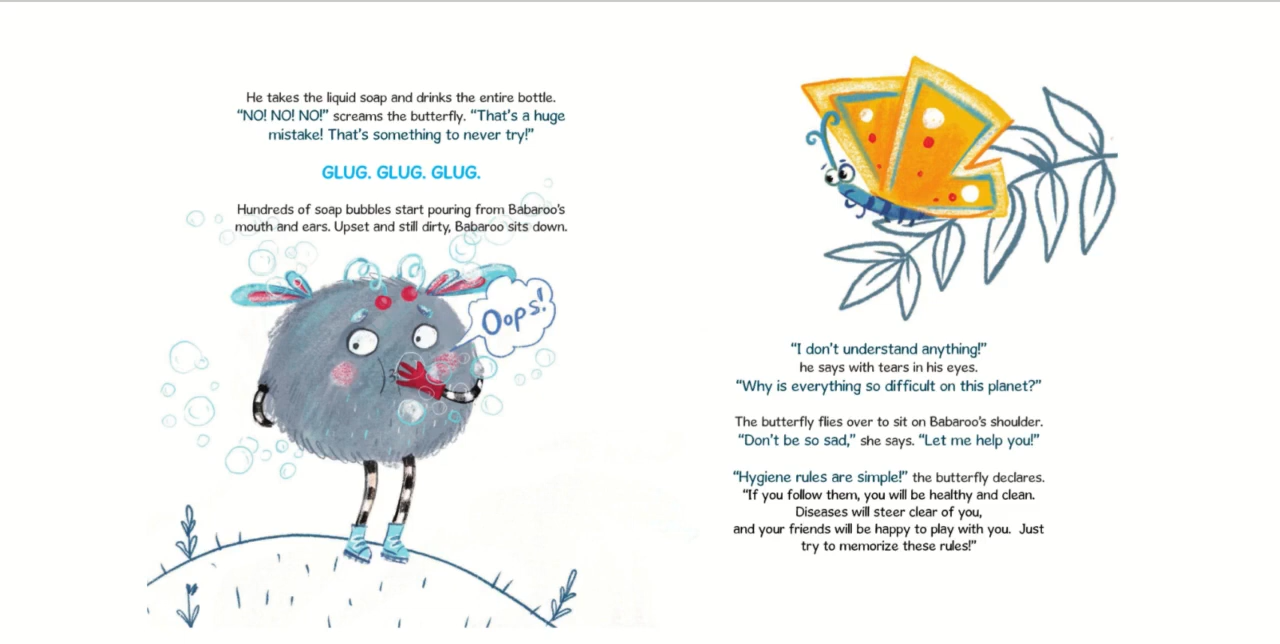 He takes the liquid soap and drinks the entire bottle.
“NO! NO! NO!” screams the butterfly. “That’s a huge
mistake! That’s something to never try!”
GLUG. GLUG. GLUG.
Hundreds of soap bubbles start pouring from Babaroo’s
mouth and ears. Upset and still dirty, Babaroo sits down.
Oops!
“I don’t understand anything!”
he says with tears in his eyes.
“Why is everything so difficult on this planet?”
The butterfly flies over to sit on Babaroo’s shoulder.
“Don’t be so sad,” she says. “Let me help you!”
“Hygiene rules are simple!” the butterfly declares.
“If you follow them, you will be healthy and clean.
Diseases will steer clear of you,
and your friends will be happy to play with you. Just
try to memorize these rules!”